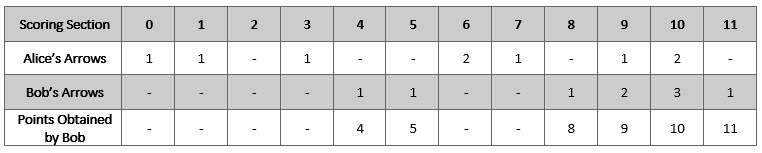 Scoring Section 0 1 2 3 4 5 6 7 8 9 10 11
Alice's Arrows 1 1 - 1 - - 2 1 - 1 2 -
Bob's Arrows - - - - 1 1 - - 1 2 3 1
Points Obtained
by Bob - - - - 4 5 - - 8 9 10 11